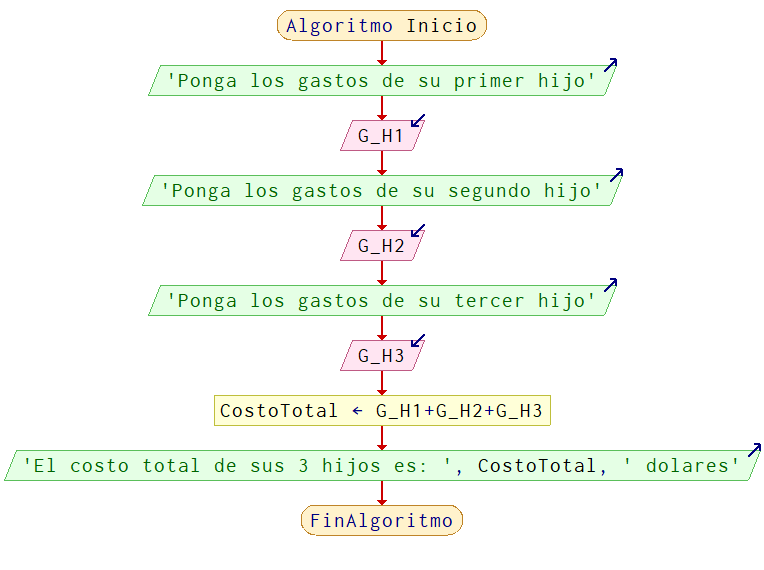 Algoritmo Inicio
'Ponga los gastos de su primer hijo'
G_H1
'Ponga los gastos de su segundo hijo'
G_H2
'Ponga los gastos de su tercer hijo'
G_H3
CostoTotal ← G_H1+G_H2+G_H3
'El costo total de sus 3 hijos es: ', CostoTotal, ' dolares'
FinAlgoritmo